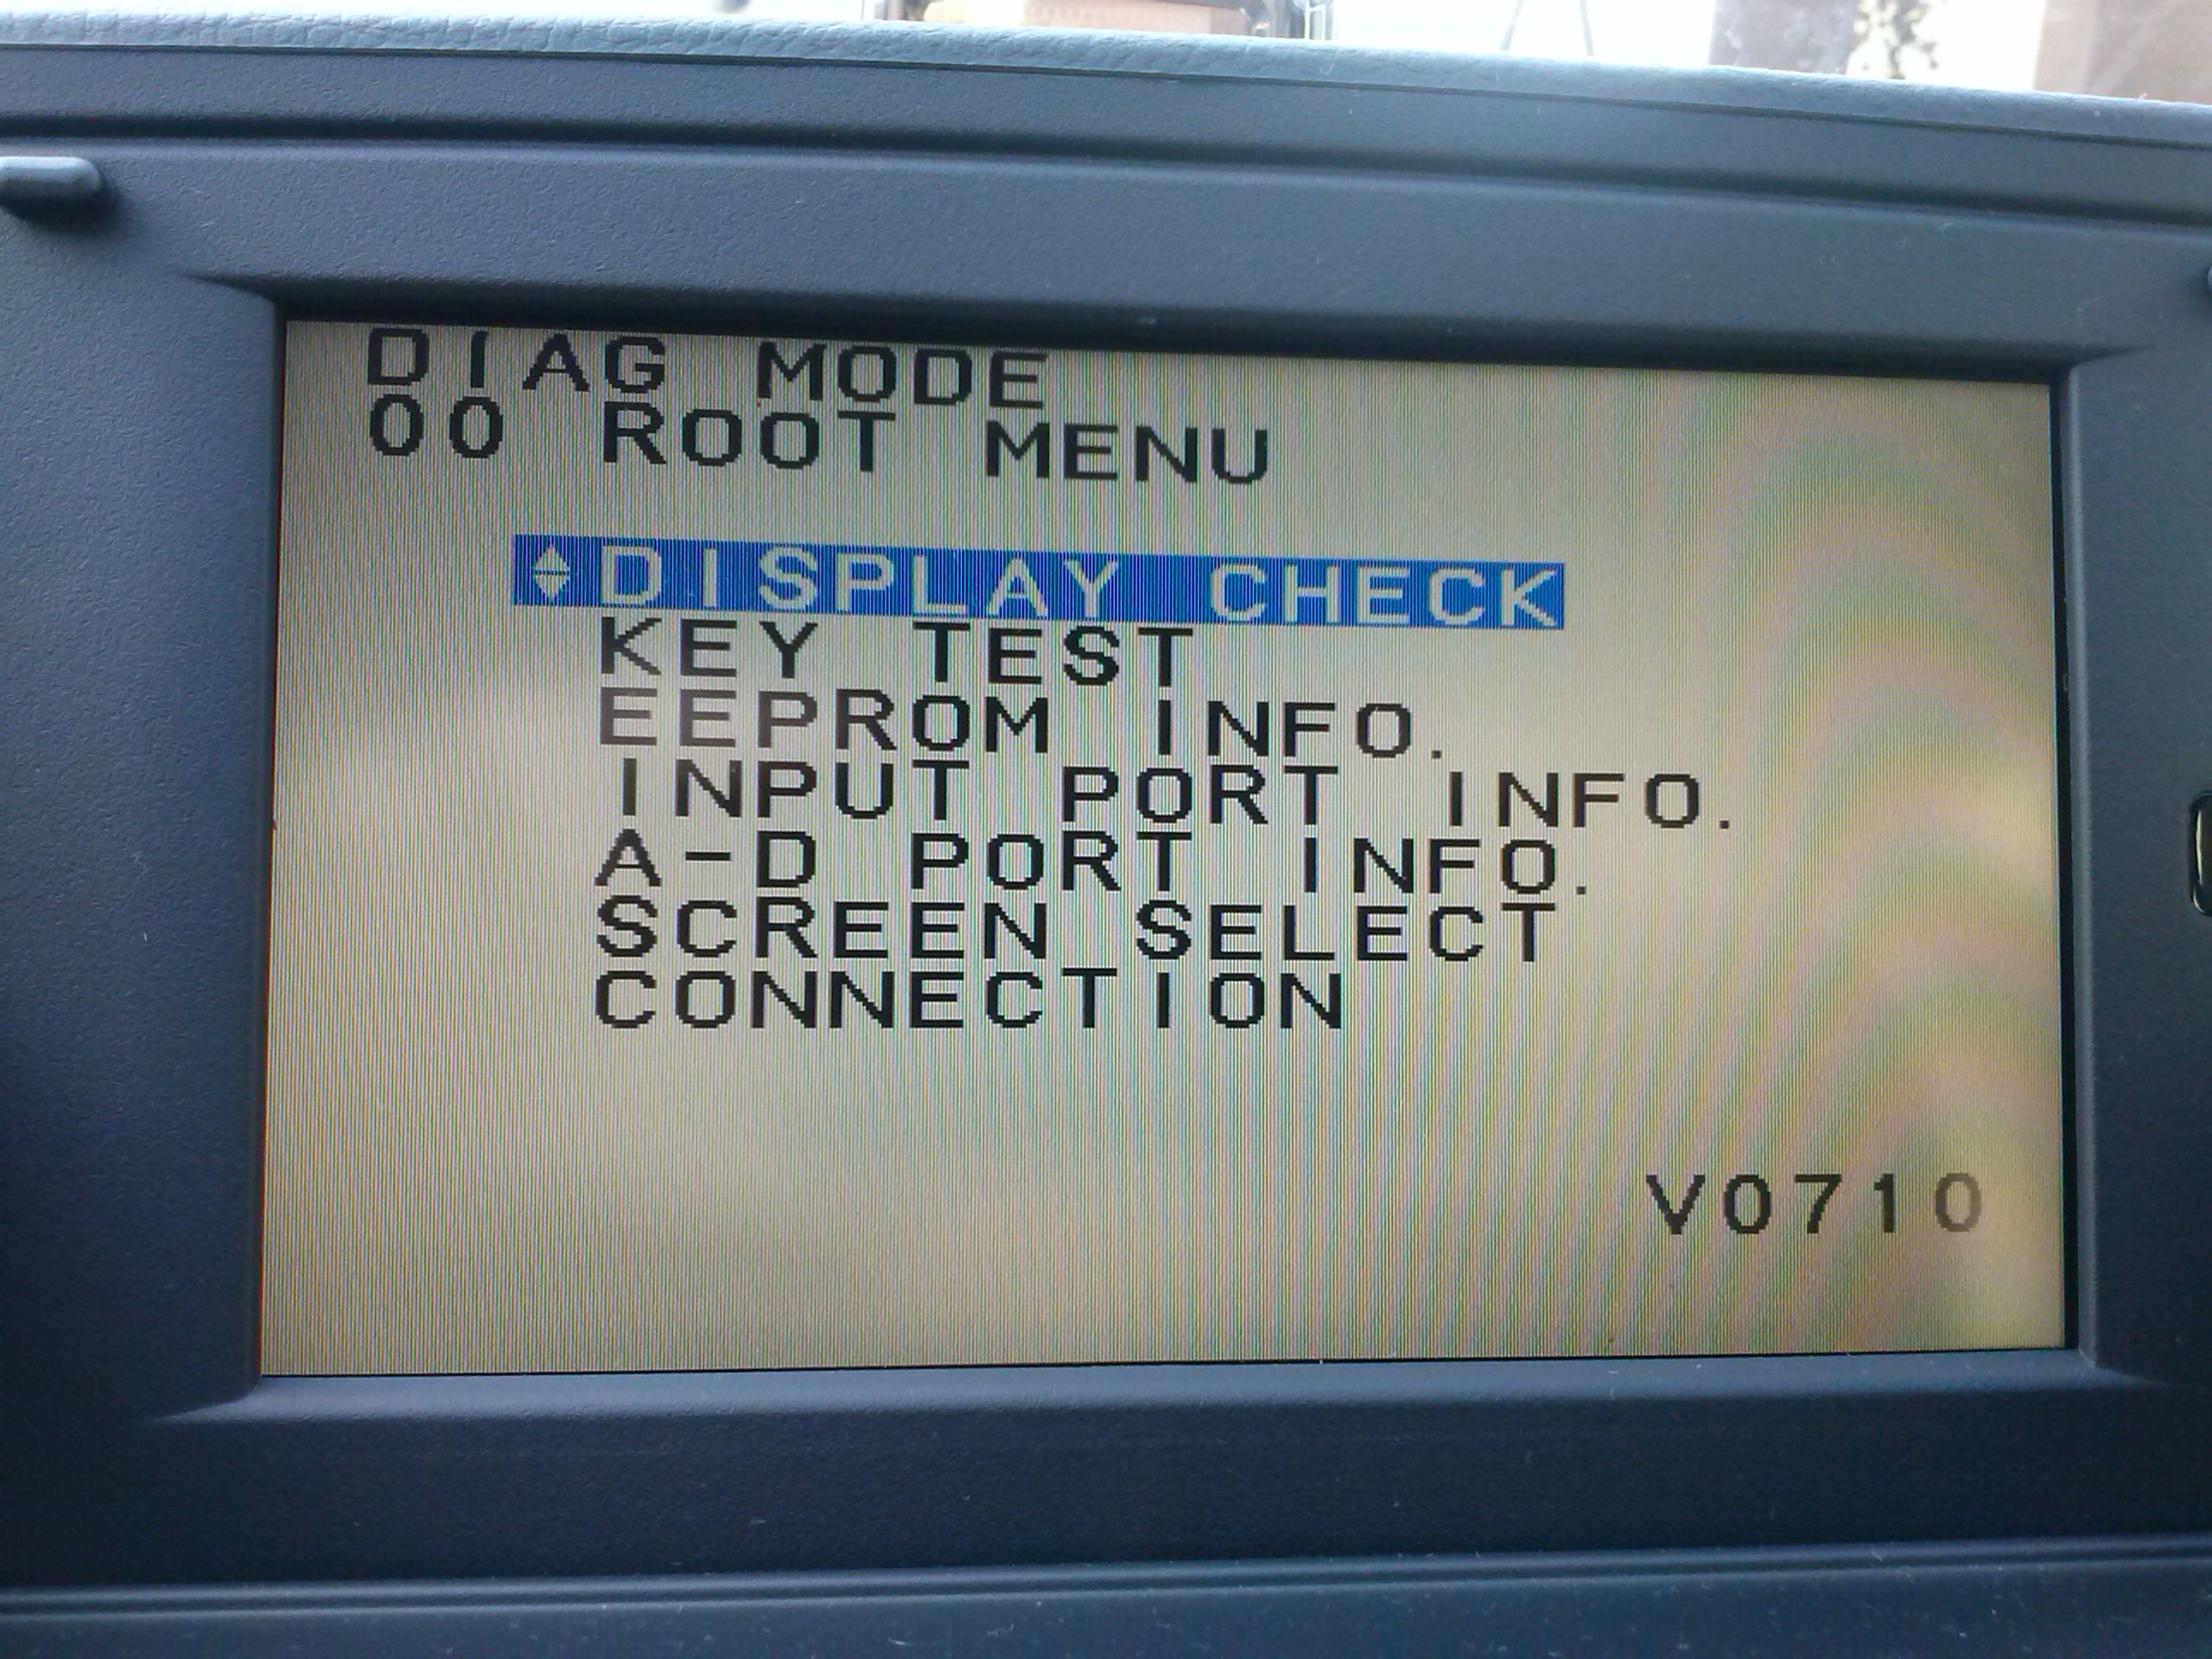 DIAG MODE
00 ROOT MENU
DISPLAY CHECK
KEY TEST
EEPROM INFO.
INPUT PORT INFO.
A-D PORT INFO.
SCREEN SELECT
CONNECTION
V0710